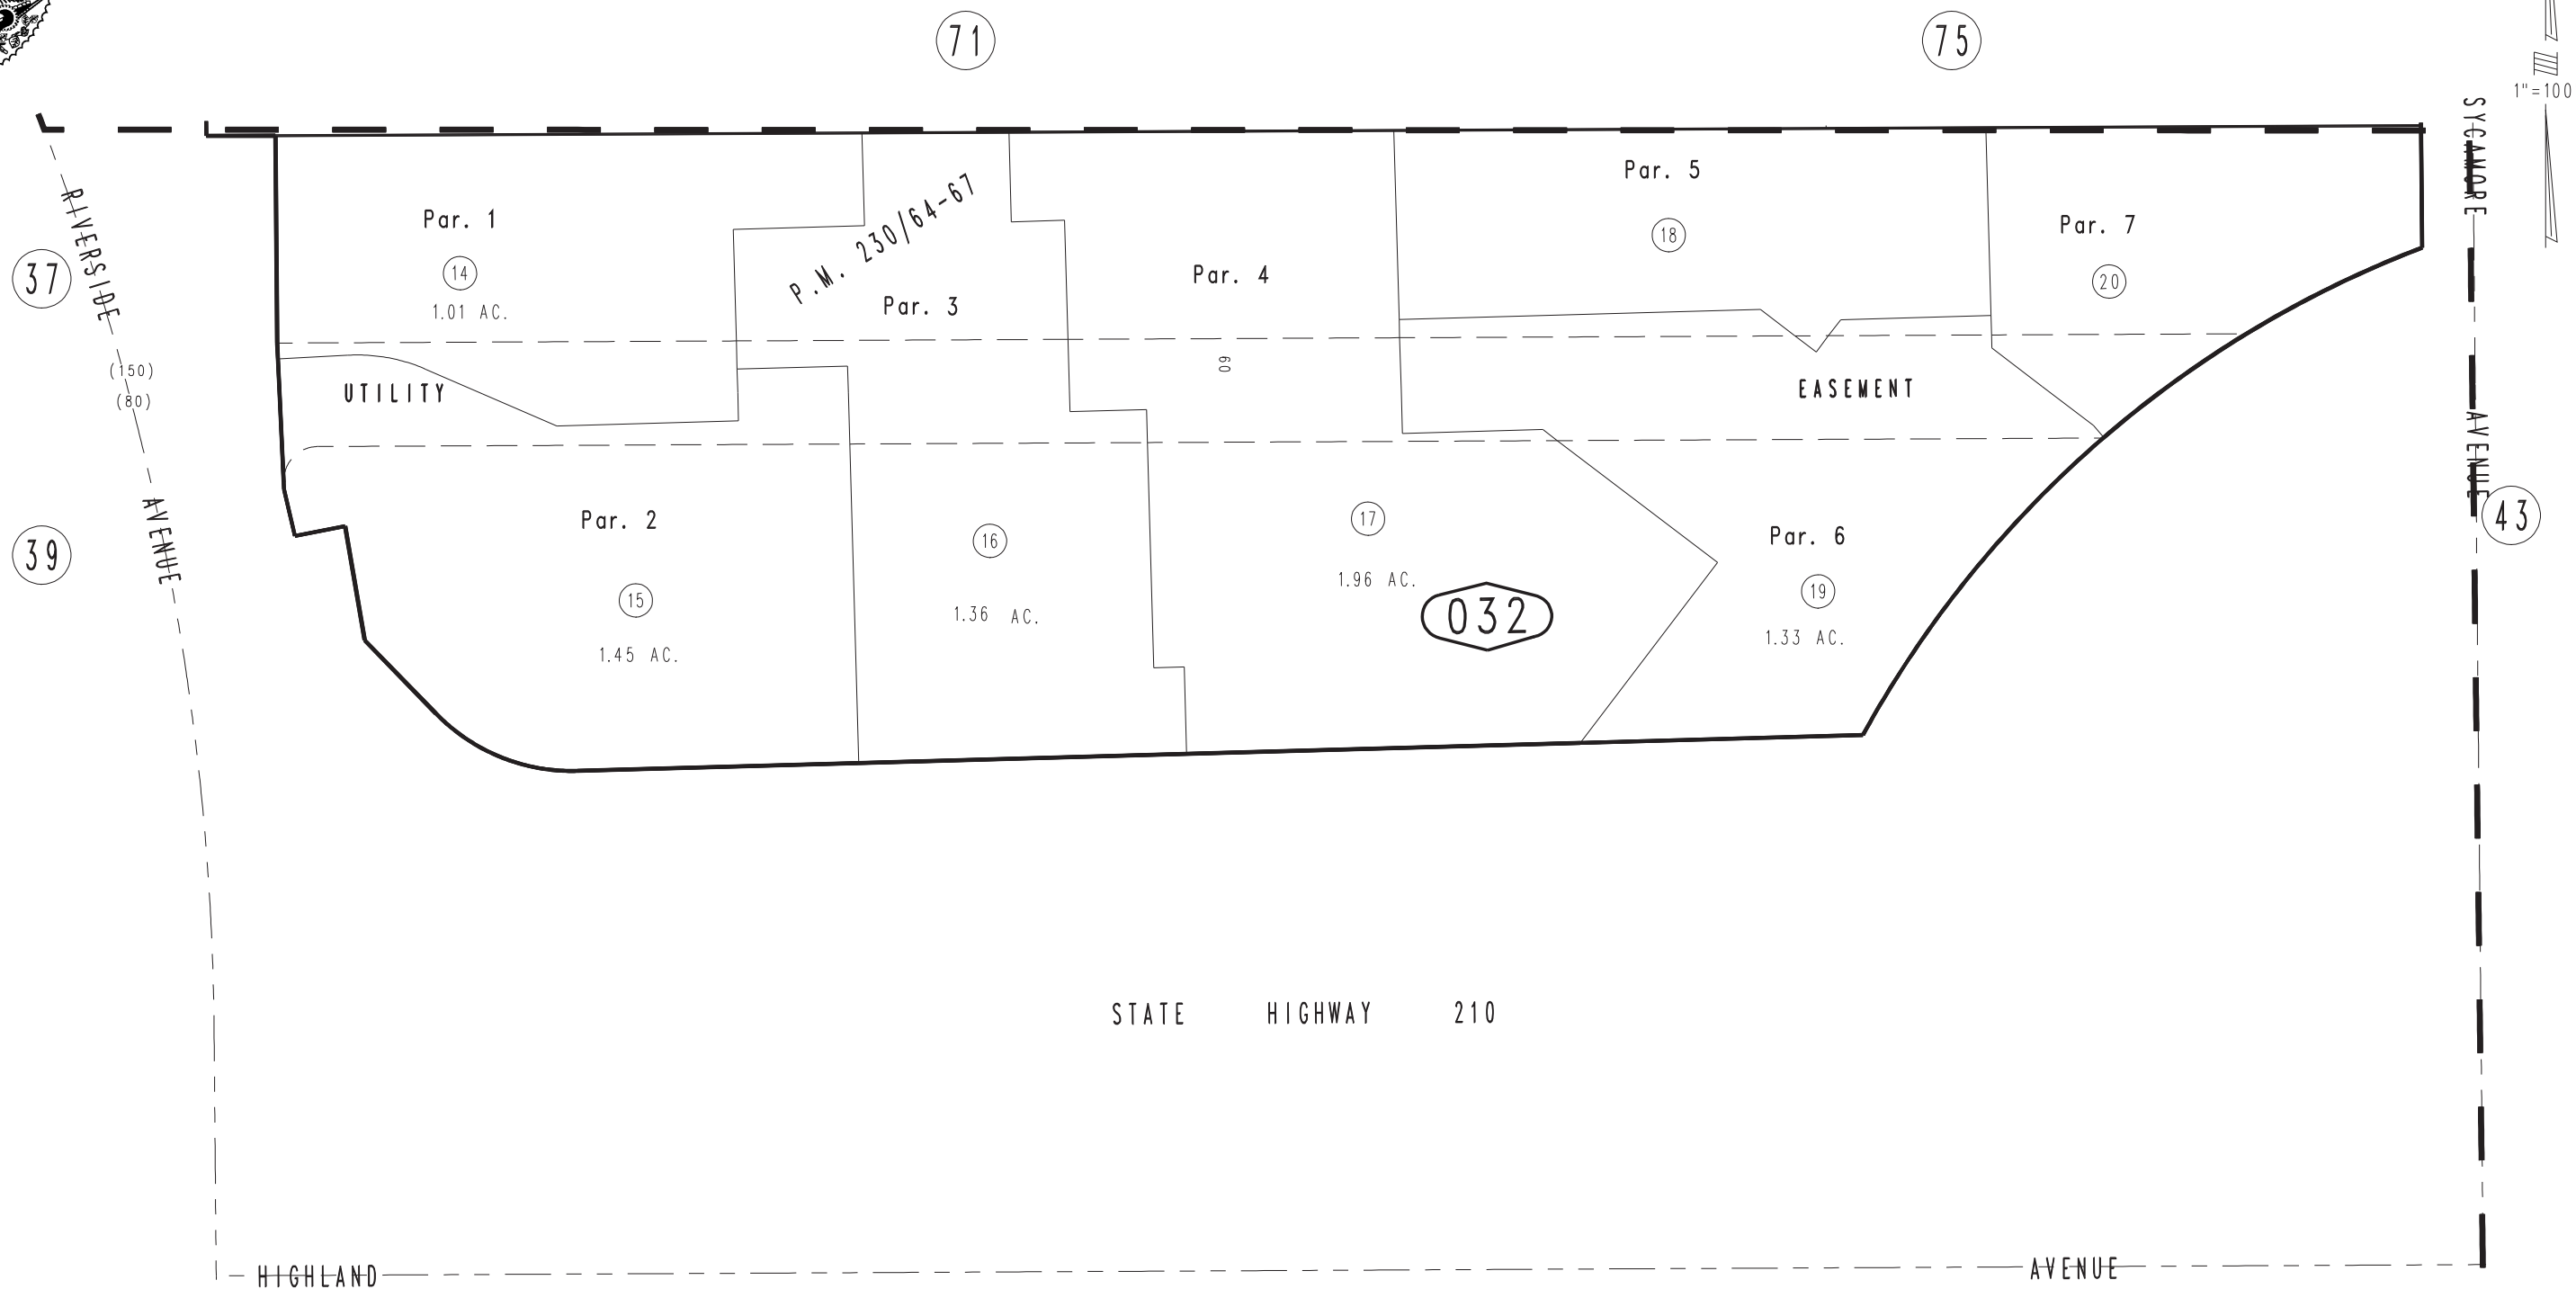 71
75
1"=100
SYCAMORE
AVENUE
RIVERSIDE
AVENUE
37
39
43
(150)
(80)
Par. 1
14
1.01 AC.
P.M. 230/64-67
Par. 3
Par. 4
Par. 5
18
Par. 7
20
60
UTILITY
EASEMENT
Par. 2
15
1.45 AC.
16
1.36 AC.
17
1.96 AC.
032
Par. 6
19
1.33 AC.
STATE HIGHWAY 210
HIGHLAND AVENUE